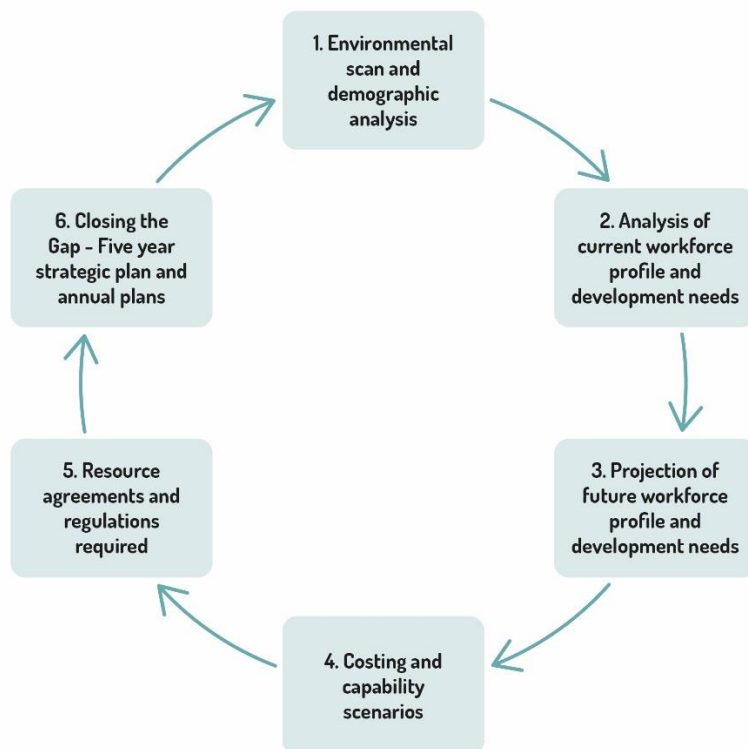 1. Environmental
scan and
demographic
analysis
2. Analysis of
current workforce
profile and
development needs
3. Projection of
future workforce
profile and
development needs
4. Costing and
capability
scenarios
5. Resource
agreements and
regulations
required
6. Closing the
Gap - Five year
strategic plan and
annual plans